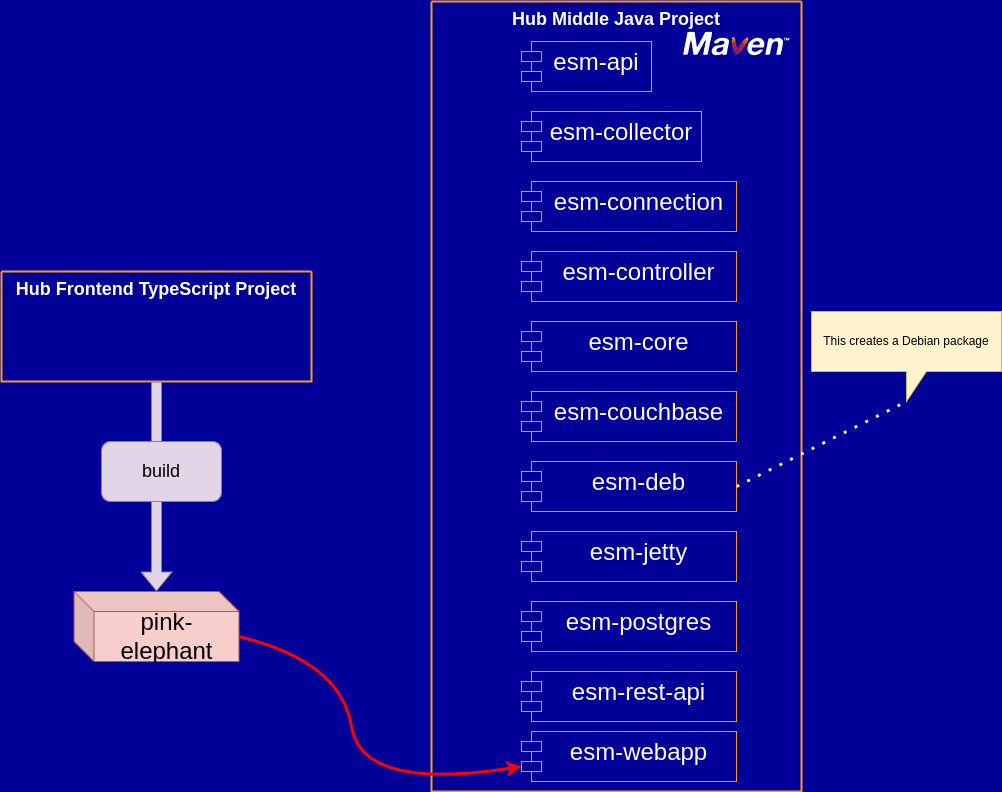 Hub Middle Java Project
Maven™
esm-api
esm-collector
esm-connection
esm-controller
Hub Frontend TypeScript Project
esm-core
This creates a Debian package
esm-couchbase
build
esm-deb
esm-jetty
pink-
elephant
esm-postgres
esm-rest-api
esm-webapp